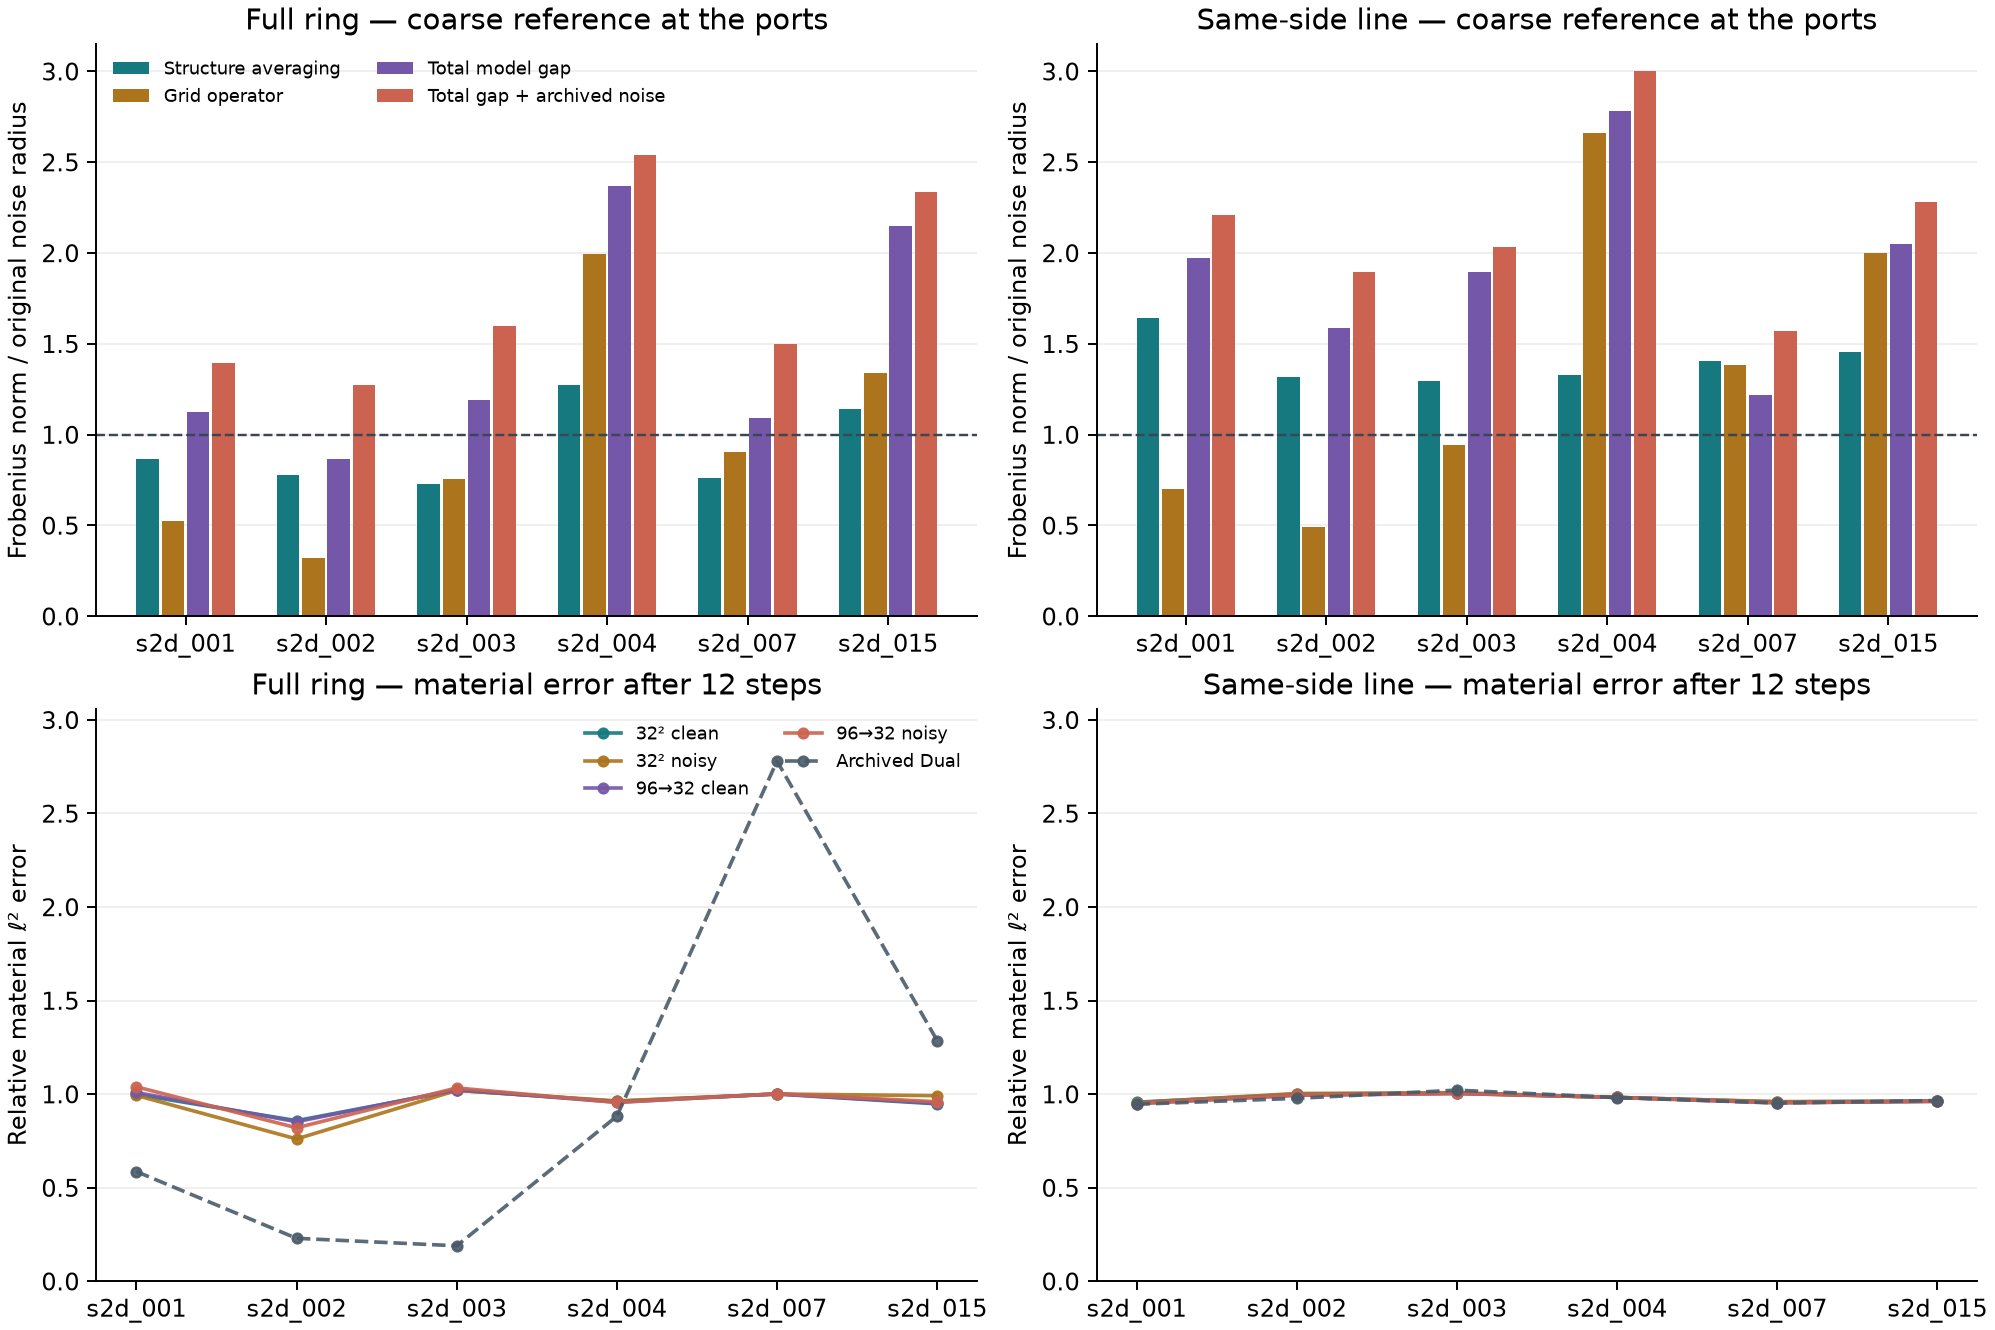 Full ring — coarse reference at the ports
Frobenius norm / original noise radius
3.0
2.5
2.0
1.5
1.0
0.5
0.0
Structure averaging
Grid operator
Total model gap
Total gap + archived noise
s2d_001 s2d_002 s2d_003 s2d_004 s2d_007 s2d_015
Same-side line — coarse reference at the ports
Frobenius norm / original noise radius
3.0
2.5
2.0
1.5
1.0
0.5
0.0
s2d_001 s2d_002 s2d_003 s2d_004 s2d_007 s2d_015
Full ring — material error after 12 steps
Relative material ℓ² error
3.0
2.5
2.0
1.5
1.0
0.5
0.0
32² clean
32² noisy
96→32 clean
96→32 noisy
Archived Dual
s2d_001 s2d_002 s2d_003 s2d_004 s2d_007 s2d_015
Same-side line — material error after 12 steps
Relative material ℓ² error
3.0
2.5
2.0
1.5
1.0
0.5
0.0
s2d_001 s2d_002 s2d_003 s2d_004 s2d_007 s2d_015